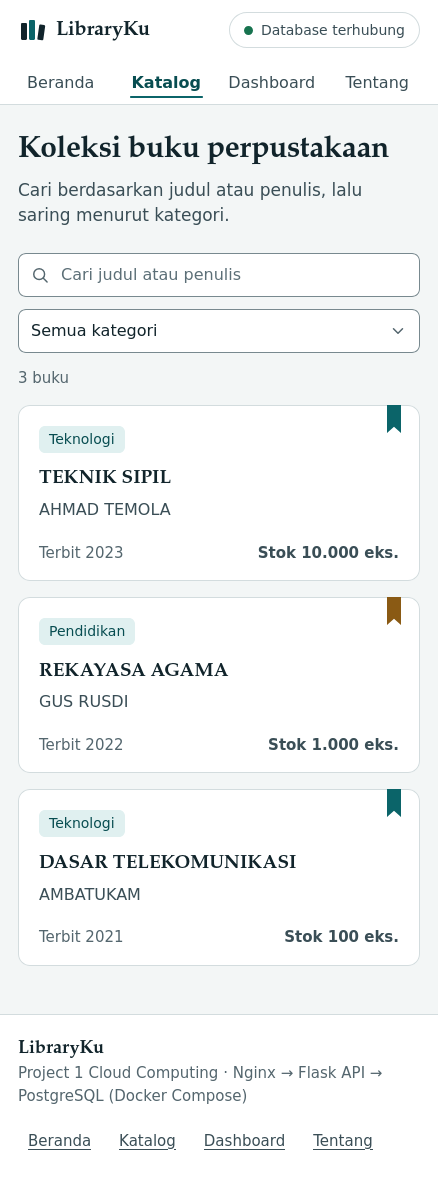 LibraryKu
Database terhubung
Beranda Katalog Dashboard Tentang
Koleksi buku perpustakaan
Cari berdasarkan judul atau penulis, lalu
saring menurut kategori.
Cari judul atau penulis
Semua kategori
3 buku
Teknologi
TEKNIK SIPIL
AHMAD TEMOLA
Terbit 2023 Stok 10.000 eks.
Pendidikan
REKAYASA AGAMA
GUS RUSDI
Terbit 2022 Stok 1.000 eks.
Teknologi
DASAR TELEKOMUNIKASI
AMBATUKAM
Terbit 2021 Stok 100 eks.
LibraryKu
Project 1 Cloud Computing · Nginx → Flask API →
PostgreSQL (Docker Compose)
Beranda Katalog Dashboard Tentang